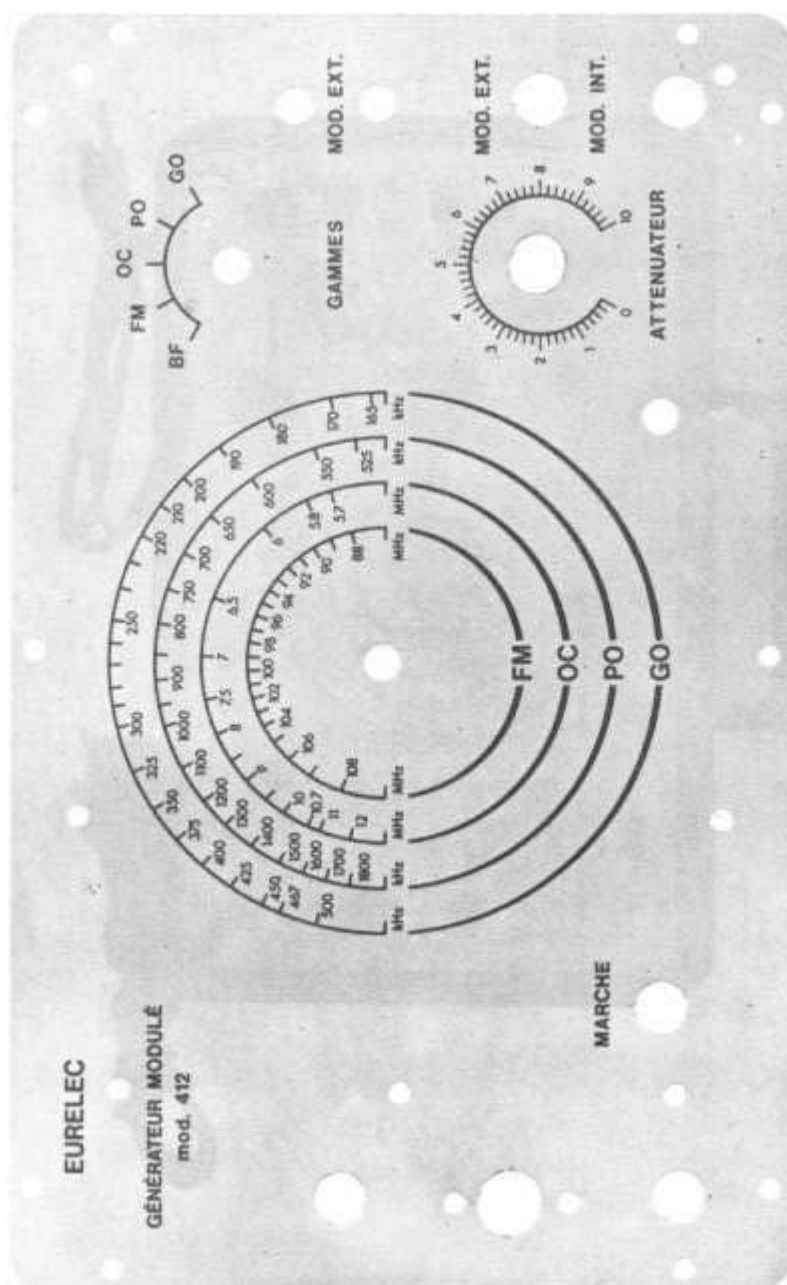 EURELEC
GÉNÉRATEUR MODULÉ
mod. 412
MARCHE
500 467 450 425 400 375 350 325 300 250 220 210 200 190 180 170 165
1800 1700 1600 1500 1400 1300 1200 1100 1000 900 800 750 700 650 600 550 525
12 11 10.7 10 9 8 7.5 7 6.5 6 5.8 5.7
108 106 104 102 100 98 96 94 92 90 88
kHz kHz MHz MHz MHz MHz kHz kHz
FM
OC
PO
GO
BF FM OC PO GO
GAMMES
MOD. EXT.
0 1 2 3 4 5 6 7 8 9 10
ATTENUATEUR
MOD. EXT.
MOD. INT.